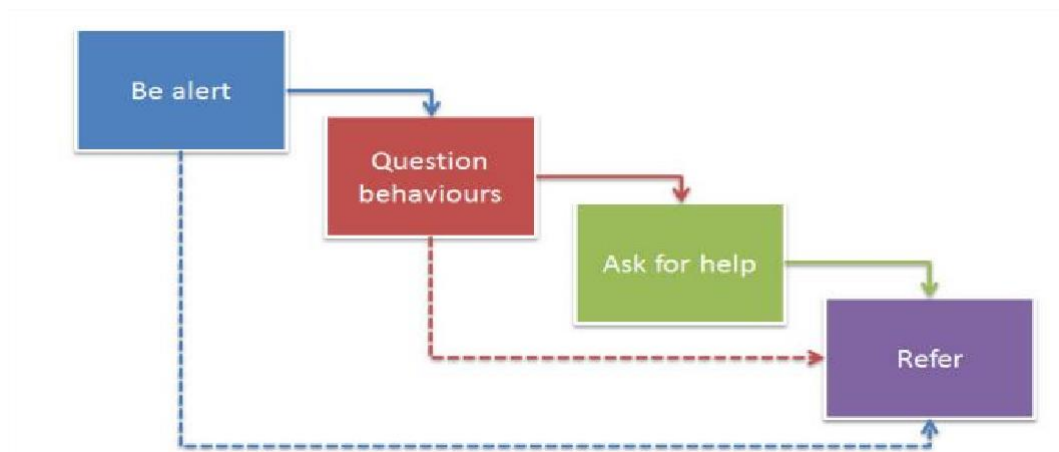 Be alert
Question
behaviours
Ask for help
Refer